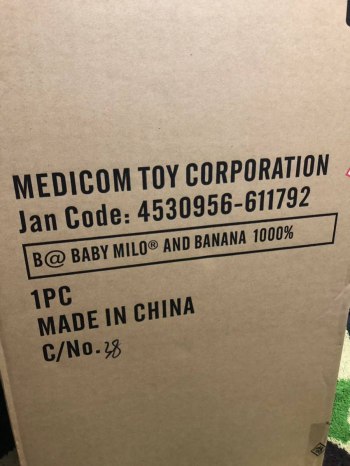 MEDICOM TOY CORPORATION
Jan Code: 4530956-611792
B@ BABY MILO® AND BANANA 1000%
1PC
MADE IN CHINA
C/No. 38